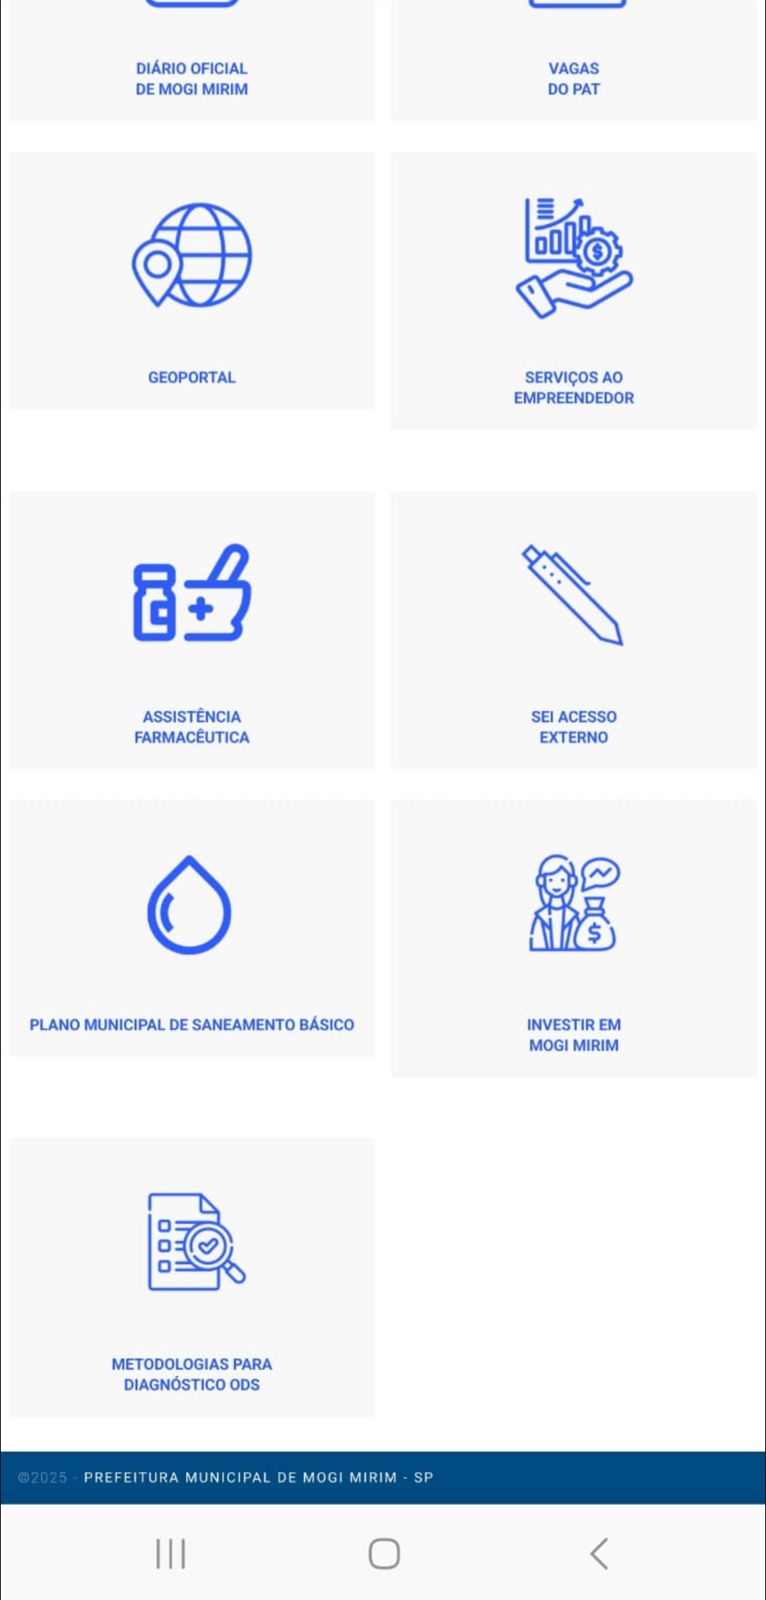 DIÁRIO OFICIAL
DE MOGI MIRIM
VAGAS
DO PAT
GEOPORTAL
SERVIÇOS AO
EMPREENDEDOR
ASSISTÊNCIA
FARMACÊUTICA
SEI ACESSO
EXTERNO
PLANO MUNICIPAL DE SANEAMENTO BÁSICO
INVESTIR EM
MOGI MIRIM
METODOLOGIAS PARA
DIAGNÓSTICO ODS
©2025 - PREFEITURA MUNICIPAL DE MOGI MIRIM - SP